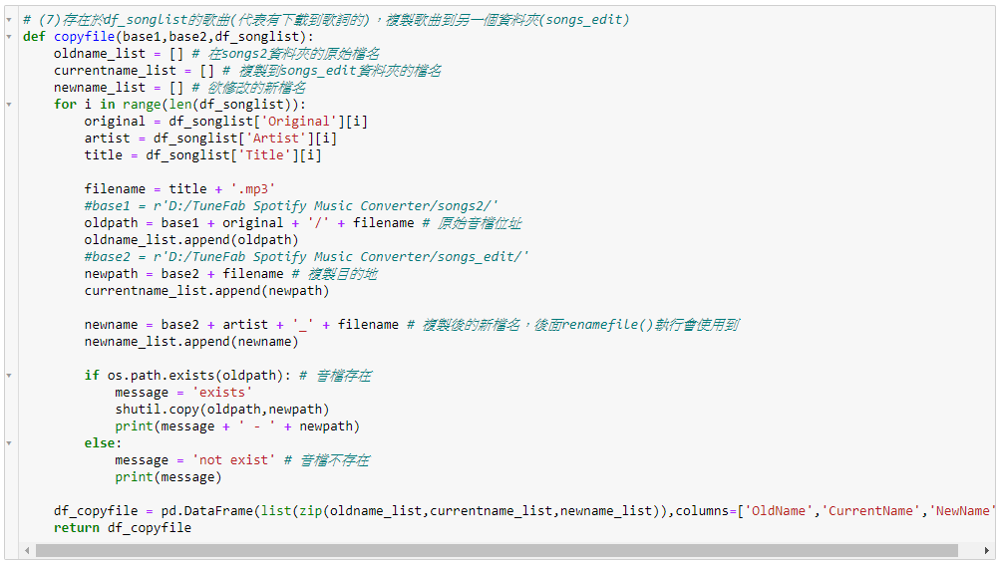 # (7)存在於df_songlist的歌曲(代表有下載到歌詞的)，複製歌曲到另一個資料夾(songs_edit)
def copyfile(base1,base2,df_songlist):
    oldname_list = [] # 在songs2資料夾的原始檔名
    currentname_list = [] # 複製到songs_edit資料夾的檔名
    newname_list = [] # 欲修改的新檔名
    for i in range(len(df_songlist)):
        original = df_songlist['Original'][i]
        artist = df_songlist['Artist'][i]
        title = df_songlist['Title'][i]

        filename = title + '.mp3'
        #base1 = r'D:/TuneFab Spotify Music Converter/songs2/'
        oldpath = base1 + original + '/' + filename # 原始音檔位址
        oldname_list.append(oldpath)
        #base2 = r'D:/TuneFab Spotify Music Converter/songs_edit/'
        newpath = base2 + filename # 複製目的地
        currentname_list.append(newpath)

        newname = base2 + artist + '_' + filename # 複製後的新檔名，後面renamefile()執行會使用到
        newname_list.append(newname)

        if os.path.exists(oldpath): # 音檔存在
            message = 'exists'
            shutil.copy(oldpath,newpath)
            print(message + ' - ' + newpath)
        else:
            message = 'not exist' # 音檔不存在
            print(message)

    df_copyfile = pd.DataFrame(list(zip(oldname_list,currentname_list,newname_list)),columns=['OldName','CurrentName','NewName'
    return df_copyfile